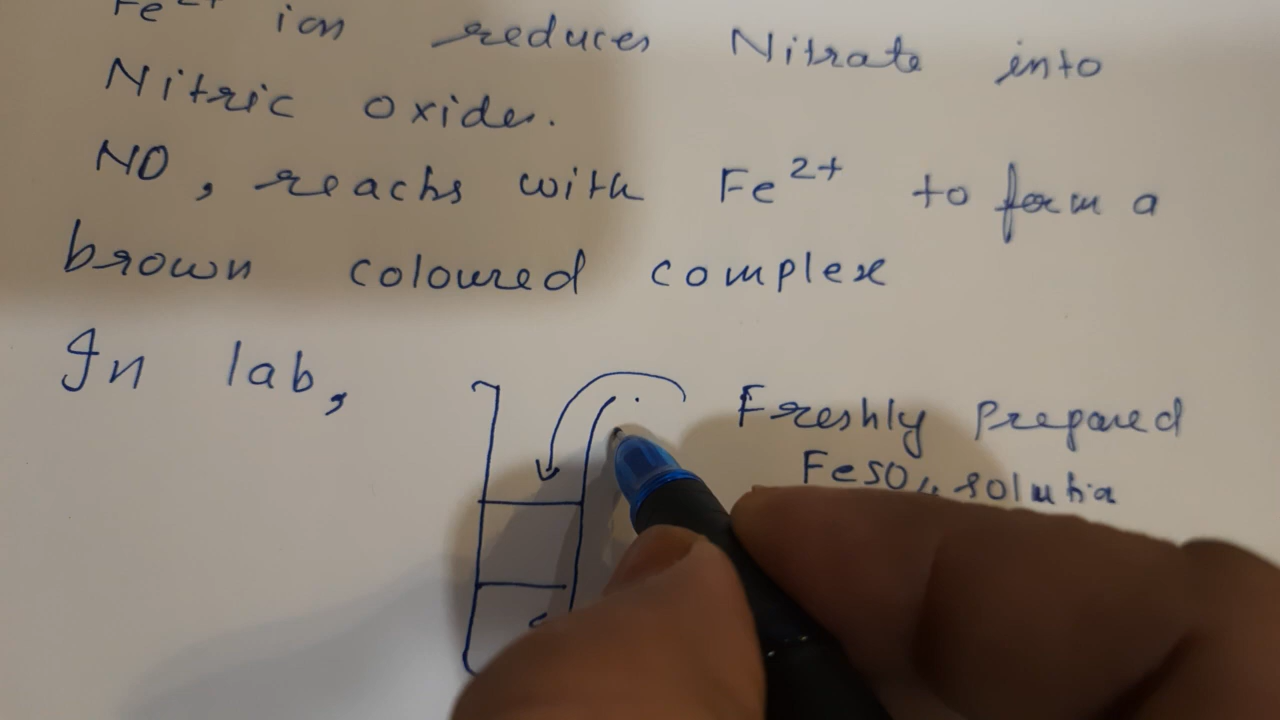 Fe²⁺ ion reduces Nitrate into
Nitric oxide.
NO, reacts with Fe²⁺ to form a
brown coloured complex
In lab,
Freshly Prepared
FeSO₄ solution